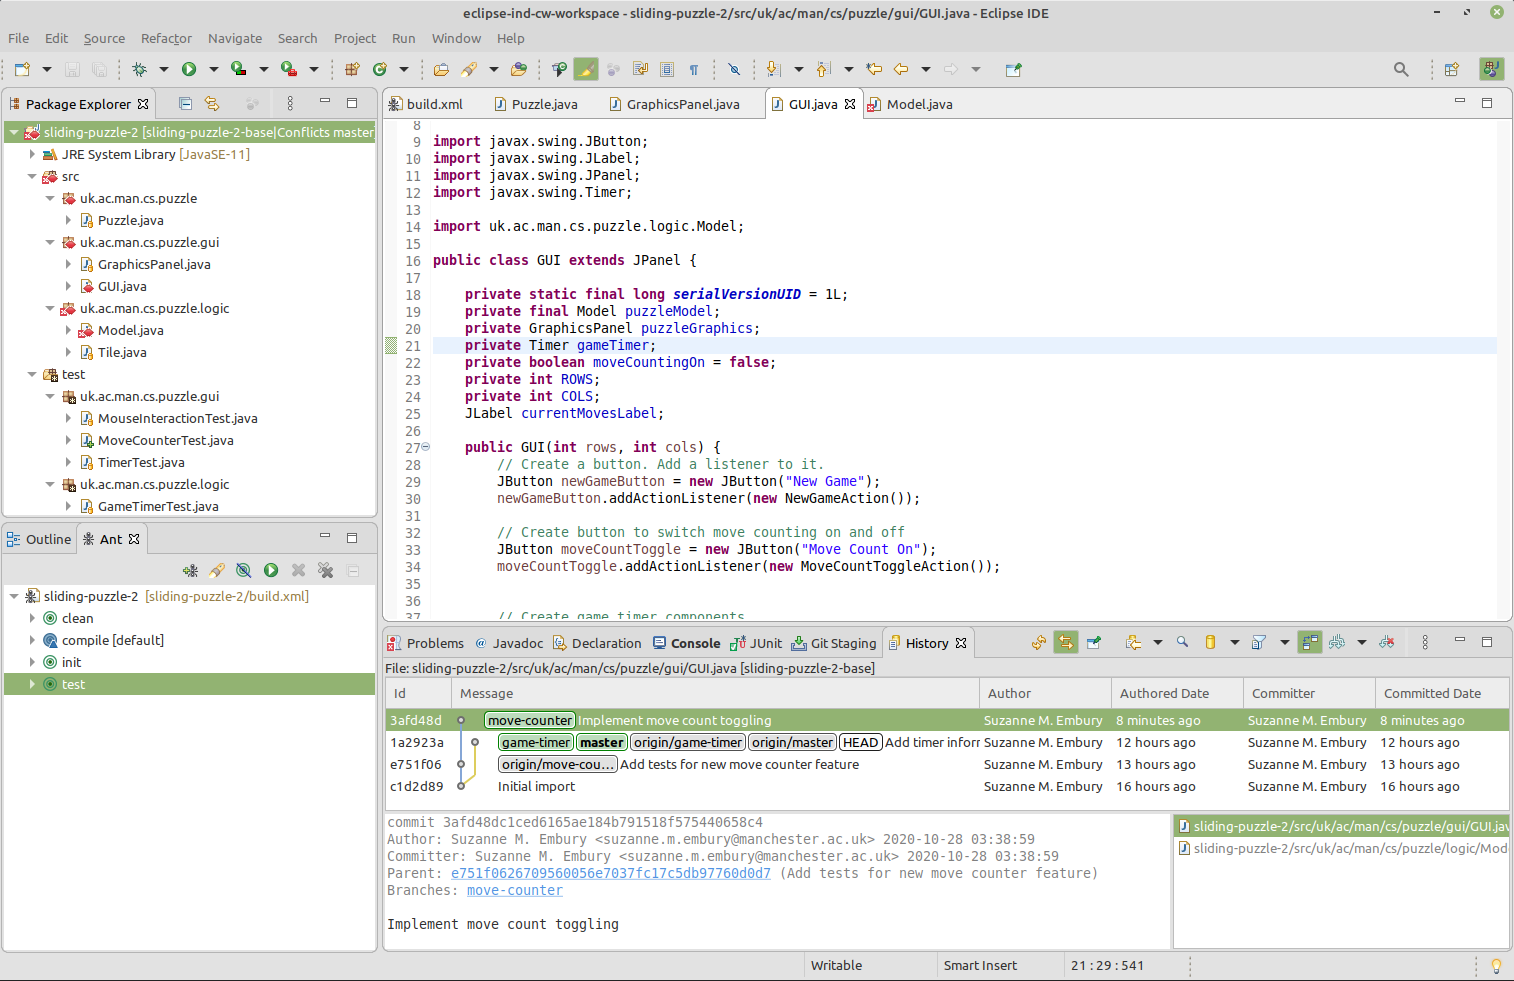 eclipse-ind-cw-workspace - sliding-puzzle-2/src/uk/ac/man/cs/puzzle/gui/GUI.java - Eclipse IDE
File Edit Source Refactor Navigate Search Project Run Window Help
Package Explorer
sliding-puzzle-2 [sliding-puzzle-2-base|Conflicts master
JRE System Library [JavaSE-11]
src
uk.ac.man.cs.puzzle
Puzzle.java
uk.ac.man.cs.puzzle.gui
GraphicsPanel.java
GUI.java
uk.ac.man.cs.puzzle.logic
Model.java
Tile.java
test
uk.ac.man.cs.puzzle.gui
MouseInteractionTest.java
MoveCounterTest.java
TimerTest.java
uk.ac.man.cs.puzzle.logic
GameTimerTest.java
Outline Ant
sliding-puzzle-2 [sliding-puzzle-2/build.xml]
clean
compile [default]
init
test
build.xml Puzzle.java GraphicsPanel.java GUI.java Model.java
8
9 import javax.swing.JButton;
10 import javax.swing.JLabel;
11 import javax.swing.JPanel;
12 import javax.swing.Timer;
13
14 import uk.ac.man.cs.puzzle.logic.Model;
15
16 public class GUI extends JPanel {
17
18 private static final long serialVersionUID = 1L;
19 private final Model puzzleModel;
20 private GraphicsPanel puzzleGraphics;
21 private Timer gameTimer;
22 private boolean moveCountingOn = false;
23 private int ROWS;
24 private int COLS;
25 JLabel currentMovesLabel;
26
27 public GUI(int rows, int cols) {
28 // Create a button. Add a listener to it.
29 JButton newGameButton = new JButton("New Game");
30 newGameButton.addActionListener(new NewGameAction());
31
32 // Create button to switch move counting on and off
33 JButton moveCountToggle = new JButton("Move Count On");
34 moveCountToggle.addActionListener(new MoveCountToggleAction());
35
36
37 // Create game timer components
Problems Javadoc Declaration Console JUnit Git Staging History
File: sliding-puzzle-2/src/uk/ac/man/cs/puzzle/gui/GUI.java [sliding-puzzle-2-base]
Id Message Author Authored Date Committer Committed Date
3afd48d move-counter Implement move count toggling Suzanne M. Embury 8 minutes ago Suzanne M. Embury 8 minutes ago
1a2923a game-timer master origin/game-timer origin/master HEAD Add timer inforr Suzanne M. Embury 12 hours ago Suzanne M. Embury 12 hours ago
e751f06 origin/move-cou... Add tests for new move counter feature Suzanne M. Embury 13 hours ago Suzanne M. Embury 13 hours ago
c1d2d89 Initial import Suzanne M. Embury 16 hours ago Suzanne M. Embury 16 hours ago
commit 3afd48dc1ced6165ae184b791518f575440658c4
Author: Suzanne M. Embury <suzanne.m.embury@manchester.ac.uk> 2020-10-28 03:38:59
Committer: Suzanne M. Embury <suzanne.m.embury@manchester.ac.uk> 2020-10-28 03:38:59
Parent: e751f0626709560056e7037fc17c5db97760d0d7 (Add tests for new move counter feature)
Branches: move-counter
Implement move count toggling
sliding-puzzle-2/src/uk/ac/man/cs/puzzle/gui/GUI.jav
sliding-puzzle-2/src/uk/ac/man/cs/puzzle/logic/Mod
Writable Smart Insert 21 : 29 : 541